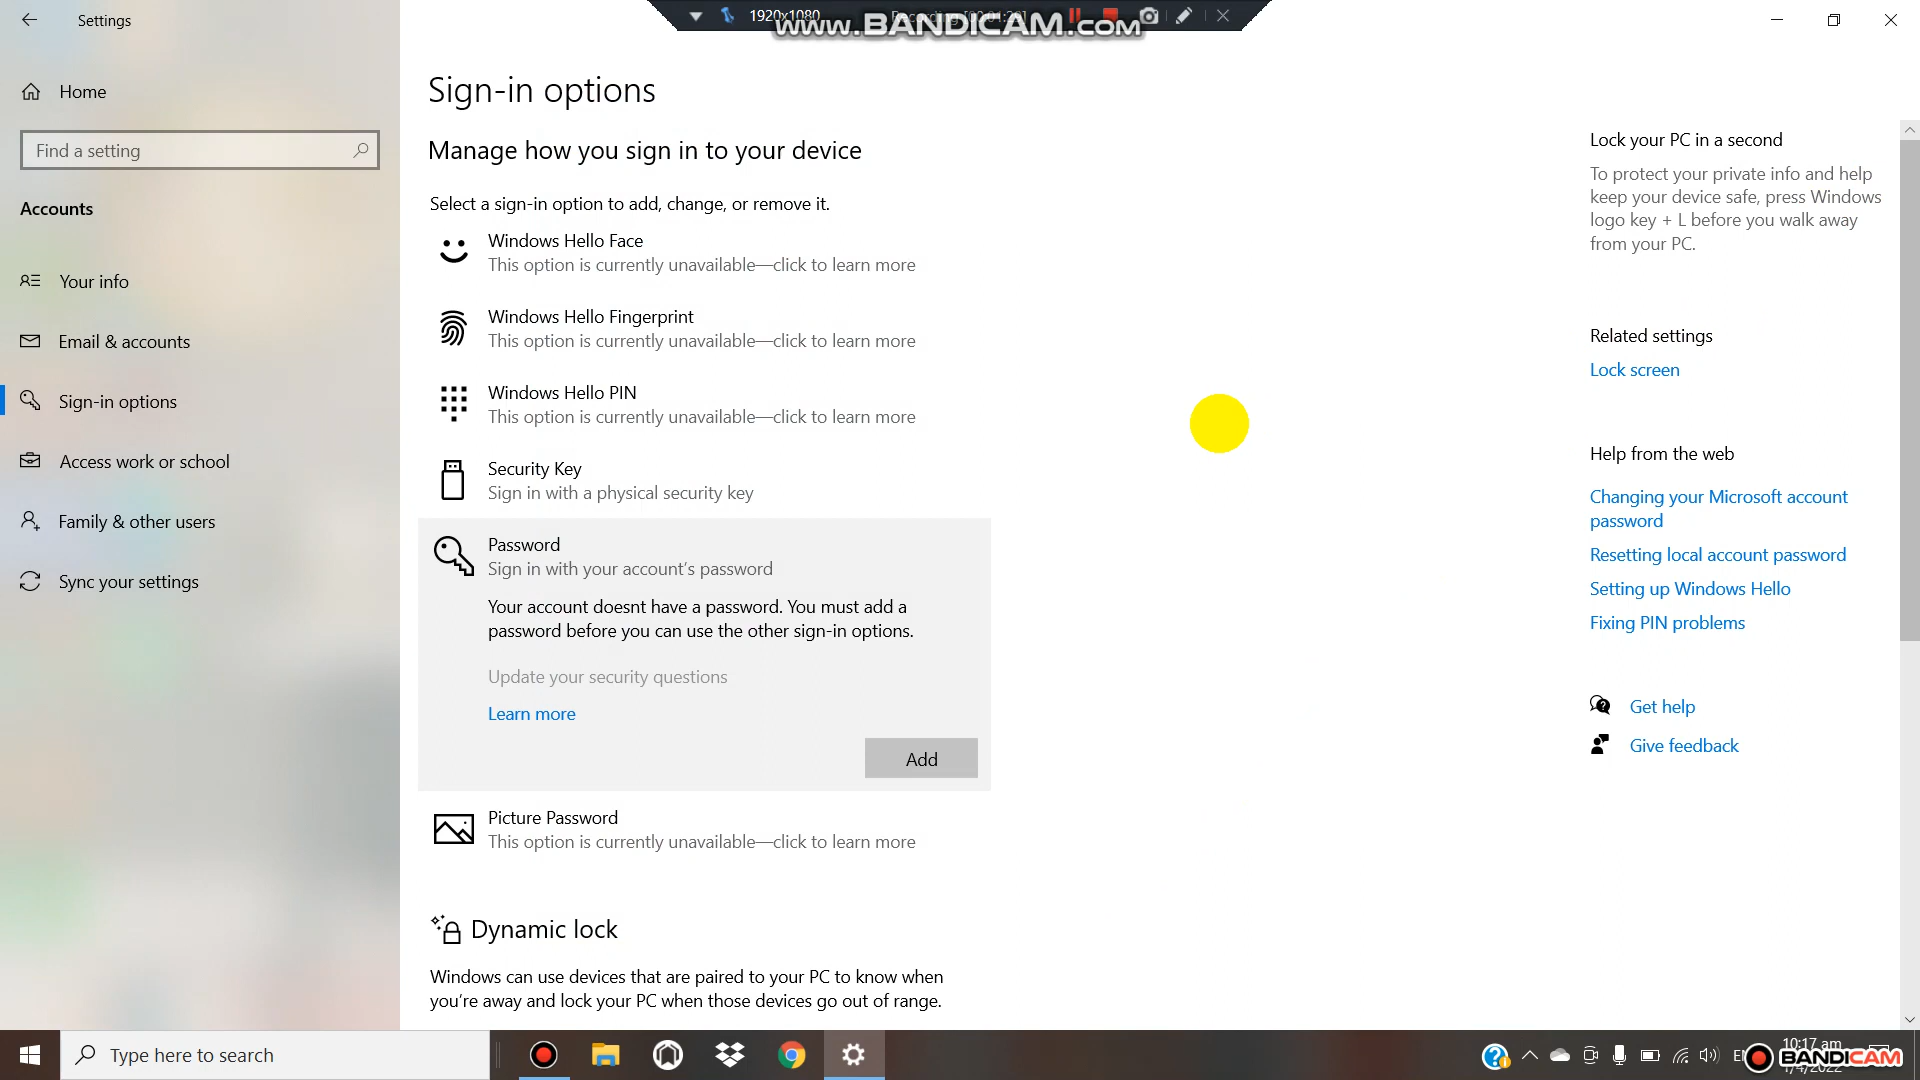 Settings
1920x1080
Recording [00:01:29]
www.BANDICAM.com
Home
Find a setting
Accounts
Your info
Email & accounts
Sign-in options
Access work or school
Family & other users
Sync your settings
Sign-in options
Manage how you sign in to your device
Select a sign-in option to add, change, or remove it.
Windows Hello Face
This option is currently unavailable—click to learn more
Windows Hello Fingerprint
This option is currently unavailable—click to learn more
Windows Hello PIN
This option is currently unavailable—click to learn more
Security Key
Sign in with a physical security key
Password
Sign in with your account's password
Your account doesnt have a password. You must add a
password before you can use the other sign-in options.
Update your security questions
Learn more
Add
Picture Password
This option is currently unavailable—click to learn more
Dynamic lock
Windows can use devices that are paired to your PC to know when
you're away and lock your PC when those devices go out of range.
Lock your PC in a second
To protect your private info and help
keep your device safe, press Windows
logo key + L before you walk away
from your PC.
Related settings
Lock screen
Help from the web
Changing your Microsoft account
password
Resetting local account password
Setting up Windows Hello
Fixing PIN problems
Get help
Give feedback
Type here to search
10:17 am
BANDICAM